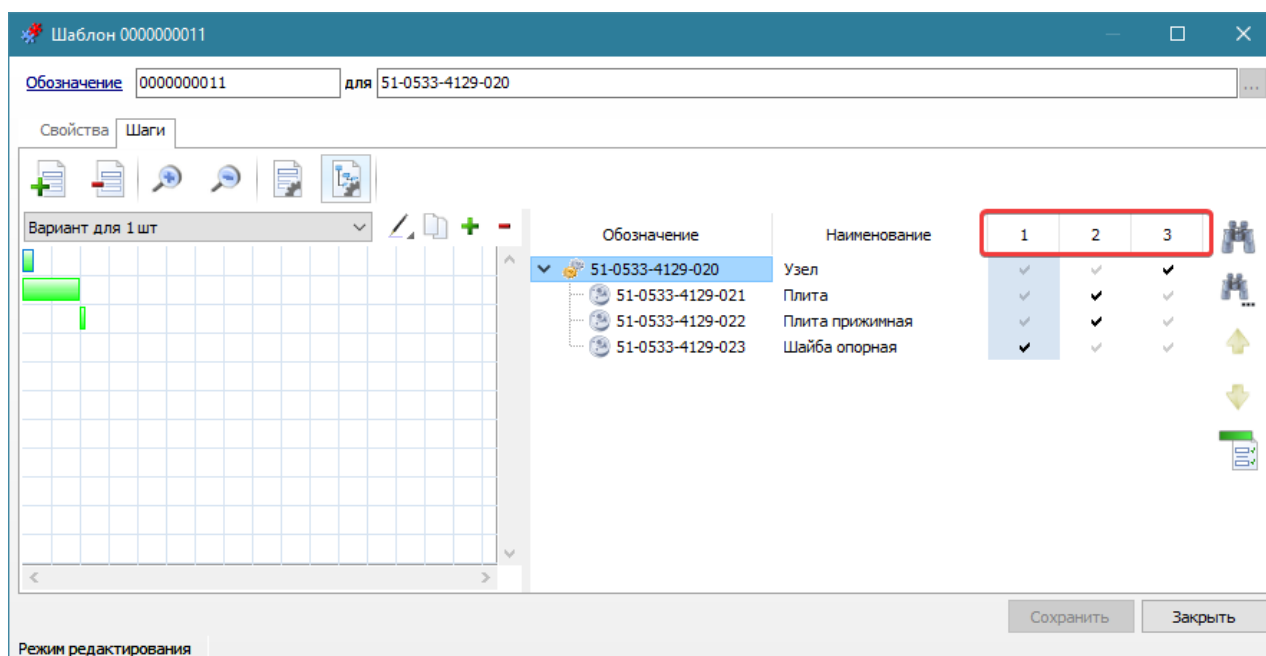 Шаблон 0000000011
Обозначение 0000000011 для 51-0533-4129-020 ...
Свойства Шаги
Вариант для 1 шт
Обозначение Наименование 1 2 3
51-0533-4129-020 Узел
51-0533-4129-021 Плита
51-0533-4129-022 Плита прижимная
51-0533-4129-023 Шайба опорная
Сохранить Закрыть
Режим редактирования